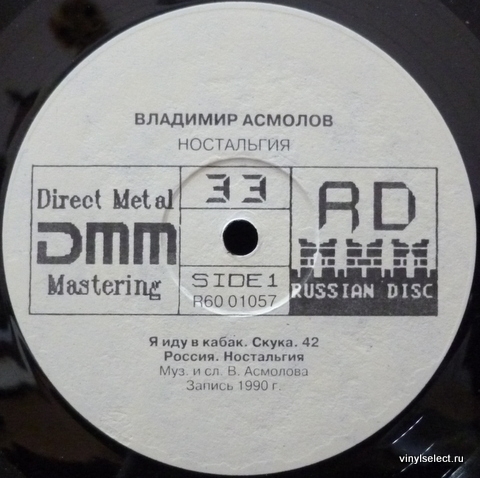 ВЛАДИМИР АСМОЛОВ
НОСТАЛЬГИЯ
Direct Metal
DMM
Mastering
33
SIDE 1
R60 01057
RD
RUSSIAN DISC
Я иду в кабак. Скука. 42
Россия. Ностальгия
Муз. и сл. В. Асмолова
Запись 1990 г.
vinylselect.ru